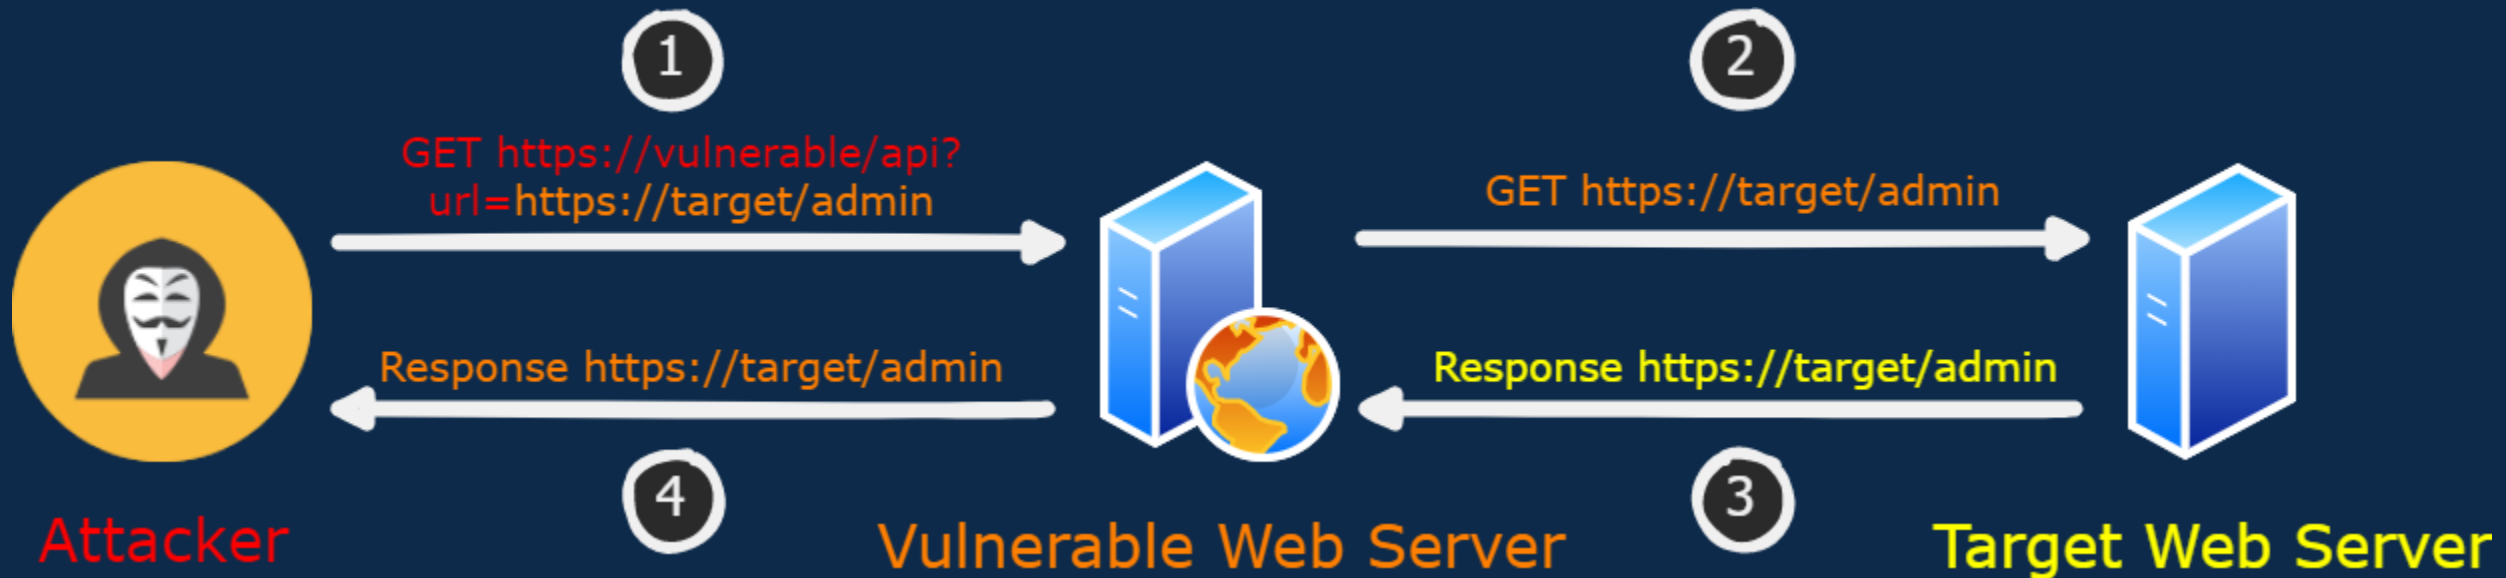 1
2
GET https://vulnerable/api?
url=https://target/admin
GET https://target/admin
Response https://target/admin
Response https://target/admin
4
3
Attacker
Vulnerable Web Server
Target Web Server